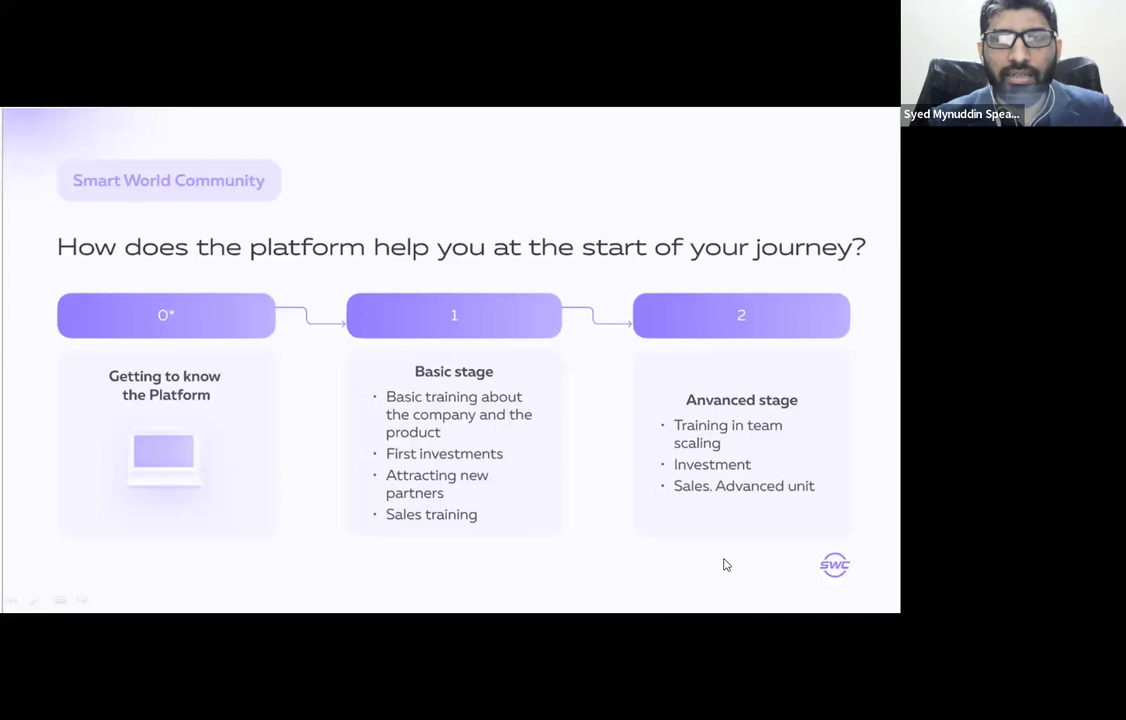 Syed Mynuddin Spea...
Smart World Community
How does the platform help you at the start of your journey?
0*
1
2
Getting to know
the Platform
Basic stage
• Basic training about
the company and the
product
• First investments
• Attracting new
partners
• Sales training
Anvanced stage
• Training in team
scaling
• Investment
• Sales. Advanced unit
SWC